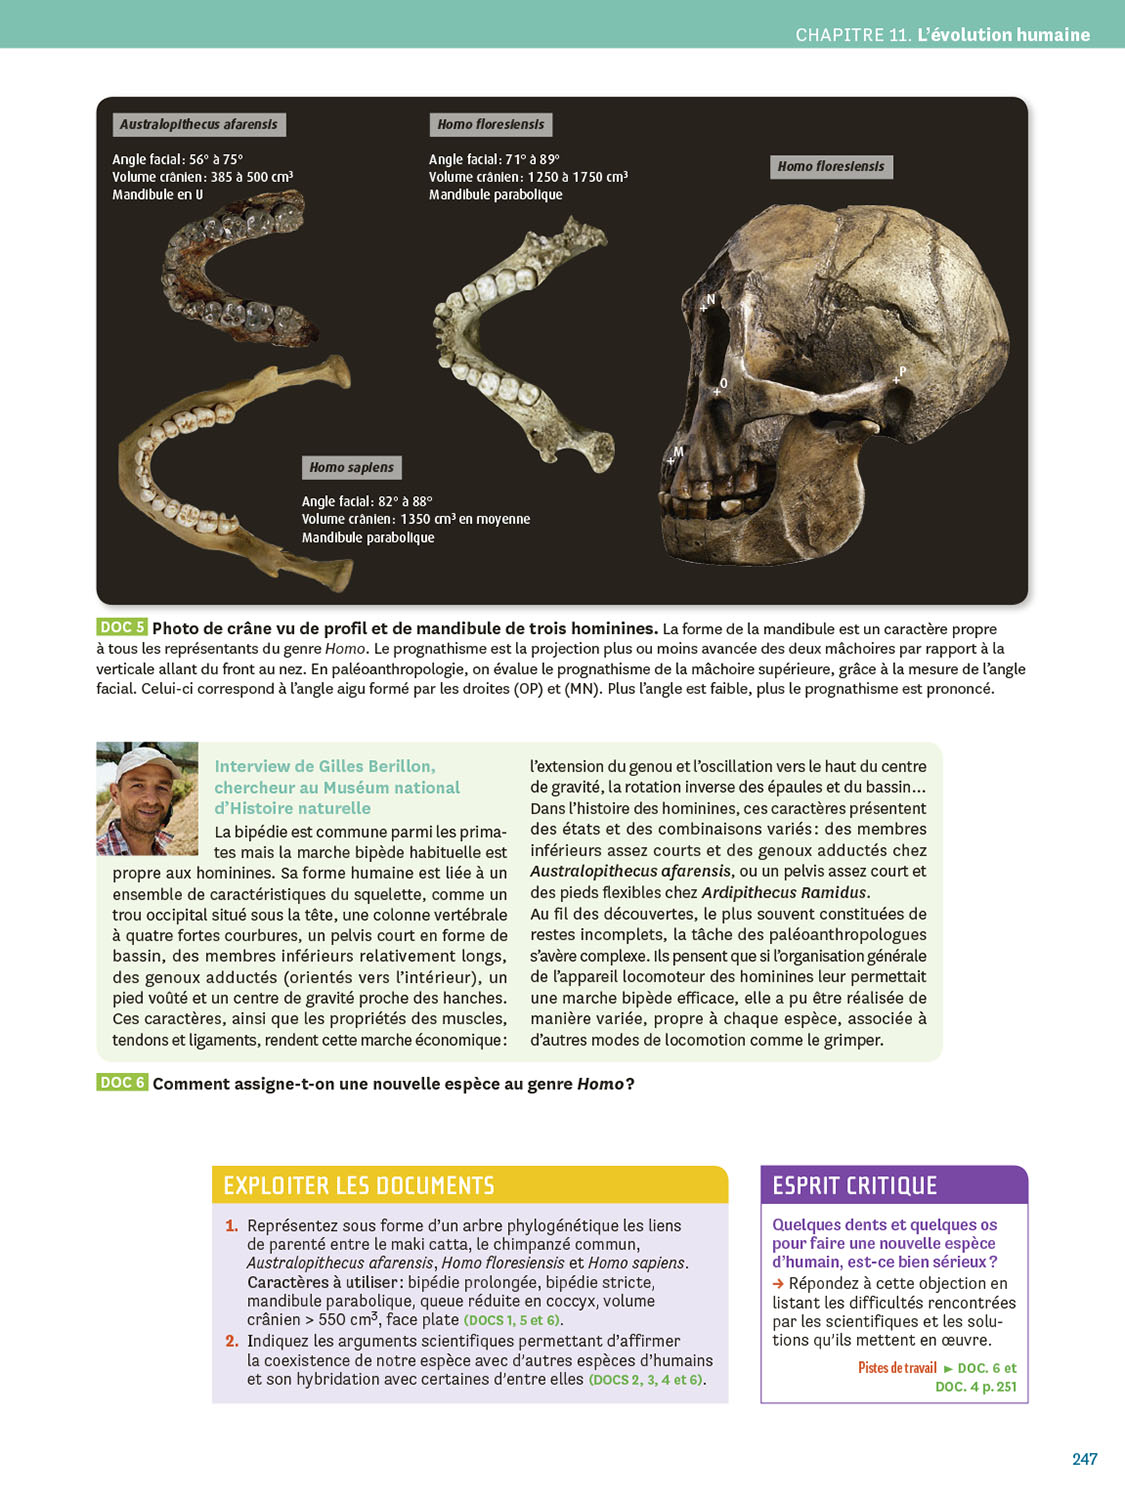 CHAPITRE 11. L'évolution humaine
Australopithecus afarensis
Angle facial : 56° à 75°
Volume crânien : 385 à 500 cm³
Mandibule en U
Homo floresiensis
Angle facial : 71° à 89°
Volume crânien : 1 250 à 1 750 cm³
Mandibule parabolique
Homo floresiensis
N
O
P
M
Homo sapiens
Angle facial : 82° à 88°
Volume crânien : 1 350 cm³ en moyenne
Mandibule parabolique
DOC 5 Photo de crâne vu de profil et de mandibule de trois hominines. La forme de la mandibule est un caractère propre
à tous les représentants du genre Homo. Le prognathisme est la projection plus ou moins avancée des deux mâchoires par rapport à la
verticale allant du front au nez. En paléoanthropologie, on évalue le prognathisme de la mâchoire supérieure, grâce à la mesure de l'angle
facial. Celui-ci correspond à l'angle aigu formé par les droites (OP) et (MN). Plus l'angle est faible, plus le prognathisme est prononcé.
Interview de Gilles Berillon,
chercheur au Muséum national
d'Histoire naturelle
La bipédie est commune parmi les prima-
tes mais la marche bipède habituelle est
propre aux hominines. Sa forme humaine est liée à un
ensemble de caractéristiques du squelette, comme un
trou occipital situé sous la tête, une colonne vertébrale
à quatre fortes courbures, un pelvis court en forme de
bassin, des membres inférieurs relativement longs,
des genoux adductés (orientés vers l'intérieur), un
pied voûté et un centre de gravité proche des hanches.
Ces caractères, ainsi que les propriétés des muscles,
tendons et ligaments, rendent cette marche économique :
l'extension du genou et l'oscillation vers le haut du centre
de gravité, la rotation inverse des épaules et du bassin...
Dans l'histoire des hominines, ces caractères présentent
des états et des combinaisons variés : des membres
inférieurs assez courts et des genoux adductés chez
Australopithecus afarensis, ou un pelvis assez court et
des pieds flexibles chez Ardipithecus Ramidus.
Au fil des découvertes, le plus souvent constituées de
restes incomplets, la tâche des paléoanthropologues
s'avère complexe. Ils pensent que si l'organisation générale
de l'appareil locomoteur des hominines leur permettait
une marche bipède efficace, elle a pu être réalisée de
manière variée, propre à chaque espèce, associée à
d'autres modes de locomotion comme le grimper.
DOC 6 Comment assigne-t-on une nouvelle espèce au genre Homo ?
EXPLOITER LES DOCUMENTS
1. Représentez sous forme d'un arbre phylogénétique les liens
de parenté entre le maki catta, le chimpanzé commun,
Australopithecus afarensis, Homo floresiensis et Homo sapiens.
Caractères à utiliser : bipédie prolongée, bipédie stricte,
mandibule parabolique, queue réduite en coccyx, volume
crânien > 550 cm³, face plate (DOCS 1, 5 et 6).
2. Indiquez les arguments scientifiques permettant d'affirmer
la coexistence de notre espèce avec d'autres espèces d'humains
et son hybridation avec certaines d'entre elles (DOCS 2, 3, 4 et 6).
ESPRIT CRITIQUE
Quelques dents et quelques os
pour faire une nouvelle espèce
d'humain, est-ce bien sérieux ?
→ Répondez à cette objection en
listant les difficultés rencontrées
par les scientifiques et les solu-
tions qu'ils mettent en œuvre.
Pistes de travail ► DOC. 6 et
DOC. 4 p. 251
247